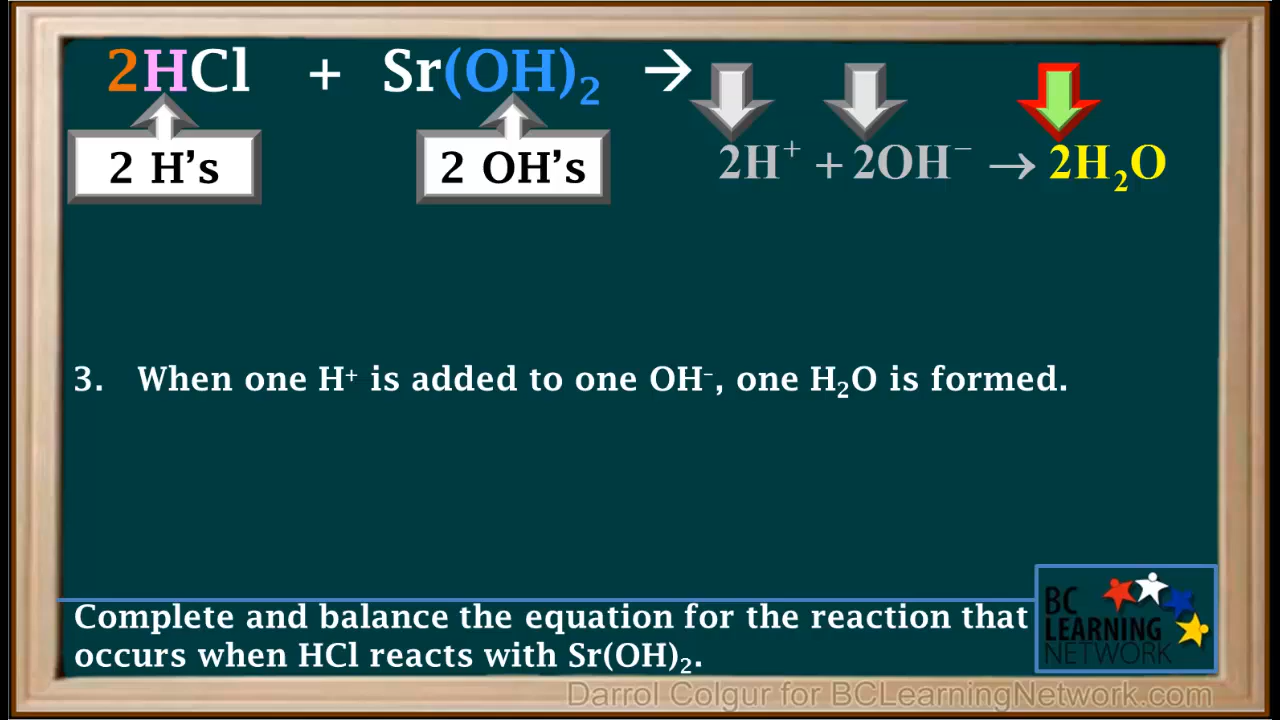 2HCl + Sr(OH)₂ →
2 H's 2 OH's 2H⁺ + 2OH⁻ → 2H₂O
3. When one H⁺ is added to one OH⁻, one H₂O is formed.
Complete and balance the equation for the reaction that
occurs when HCl reacts with Sr(OH)₂.
BC
LEARNING
NETWORK
Darrol Colgur for BCLearningNetwork.com